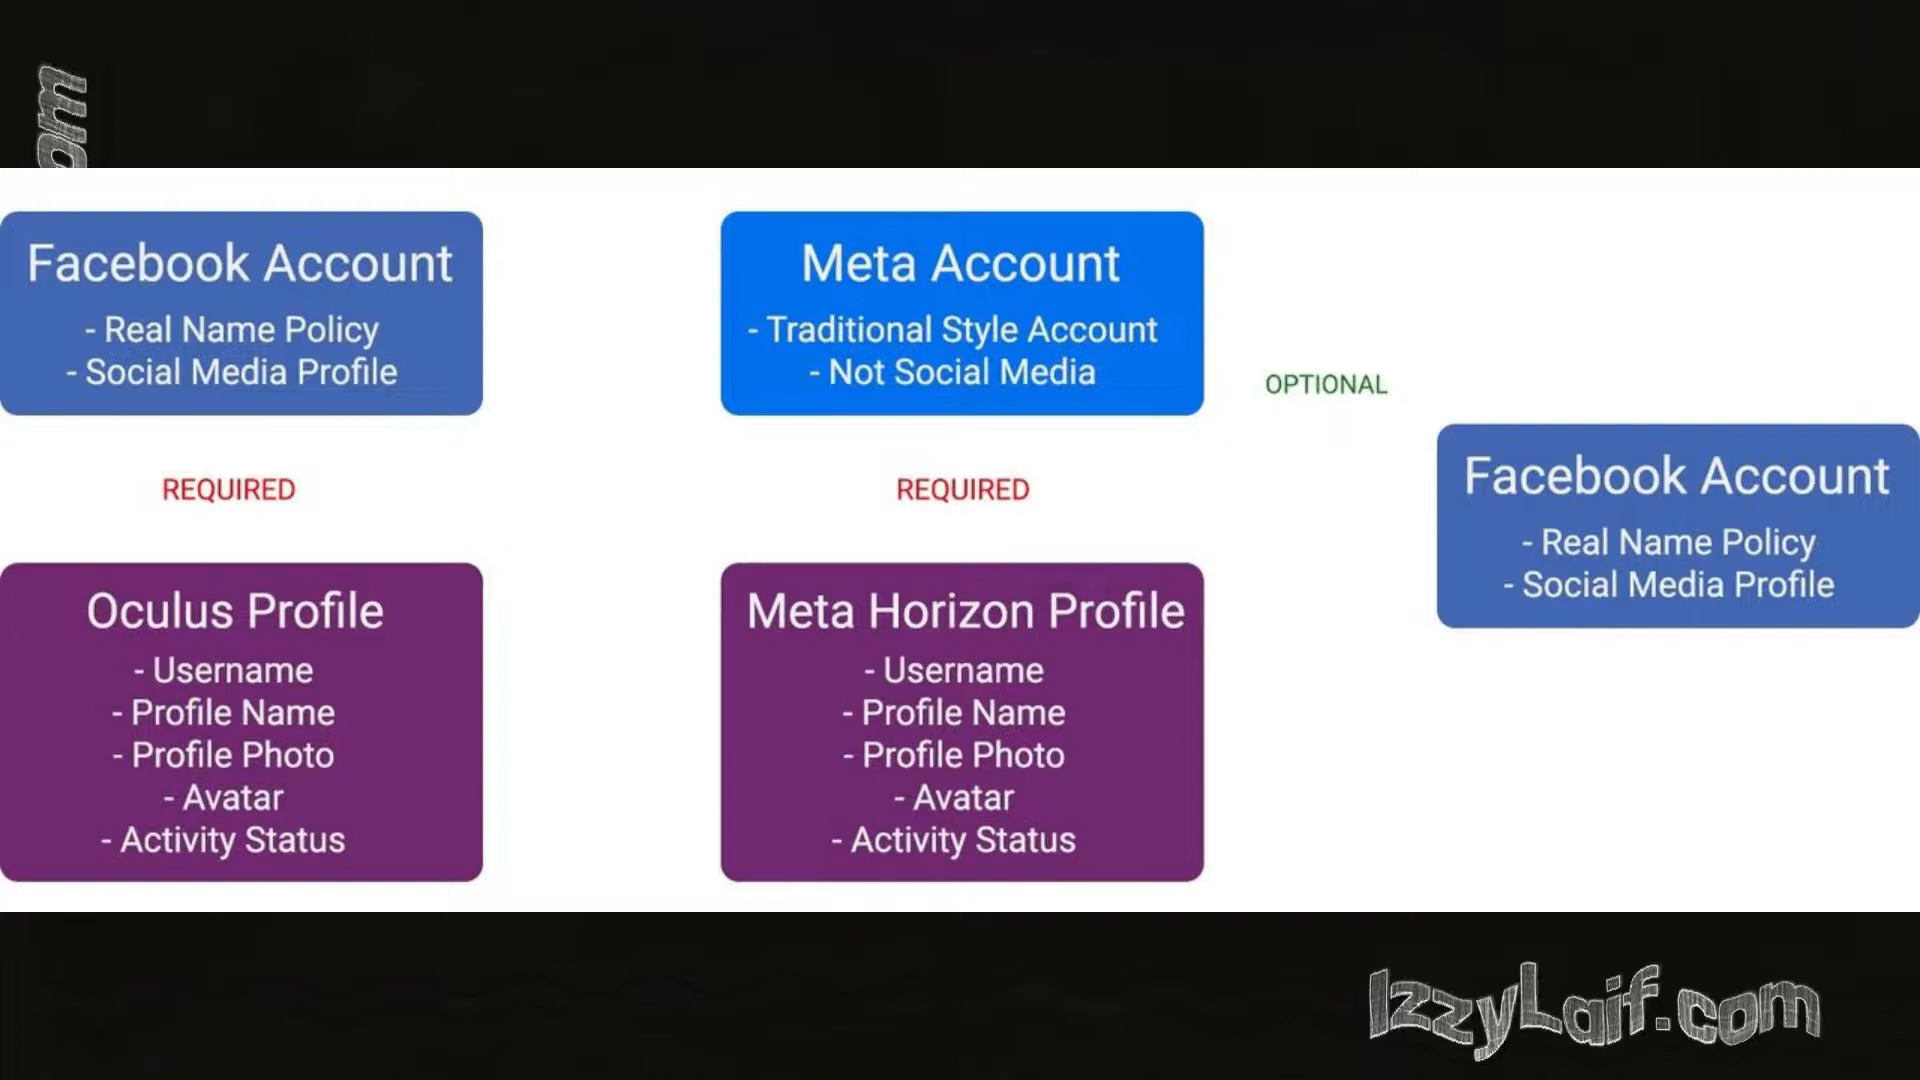 Facebook Account
- Real Name Policy
- Social Media Profile
REQUIRED
Oculus Profile
- Username
- Profile Name
- Profile Photo
- Avatar
- Activity Status
Meta Account
- Traditional Style Account
- Not Social Media
REQUIRED
Meta Horizon Profile
- Username
- Profile Name
- Profile Photo
- Avatar
- Activity Status
OPTIONAL
Facebook Account
- Real Name Policy
- Social Media Profile
IzzyLaif.com